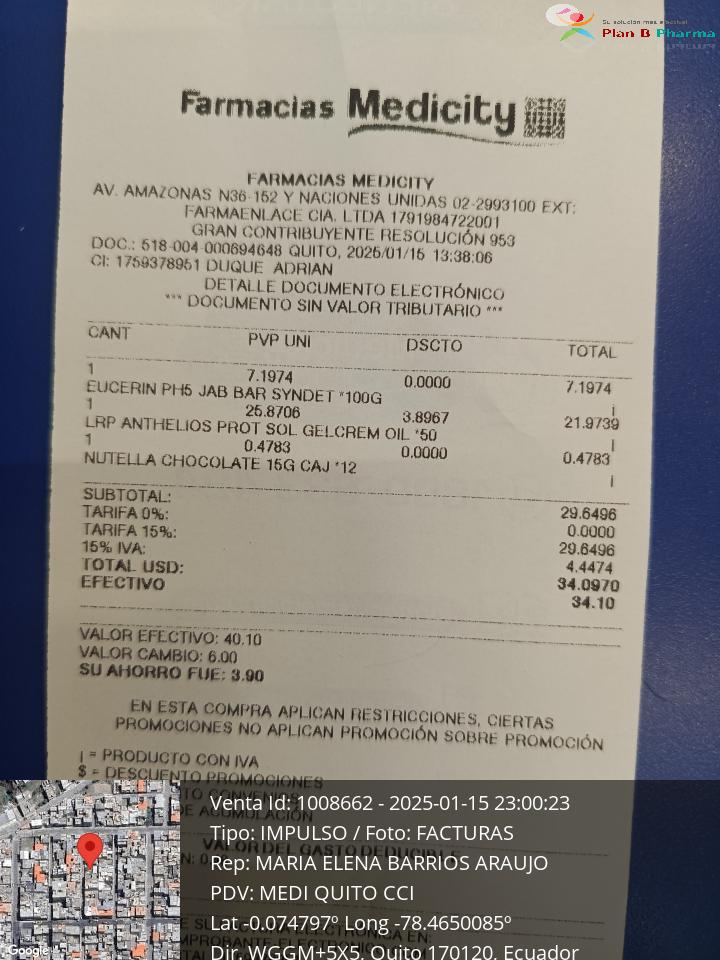 Su solución más efectiva!
Plan B Pharma
Farmacias Medicity
FARMACIAS MEDICITY
AV. AMAZONAS N36-152 Y NACIONES UNIDAS 02-2993100 EXT:
FARMAENLACE CIA. LTDA 1791984722001
GRAN CONTRIBUYENTE RESOLUCIÓN 953
DOC.: 518-004-000694648 QUITO, 2025/01/15 13:38:06
CI: 1759378951 DUQUE ADRIAN
DETALLE DOCUMENTO ELECTRÓNICO
*** DOCUMENTO SIN VALOR TRIBUTARIO ***
CANT PVP UNI DSCTO TOTAL
1 7.1974 0.0000 7.1974
EUCERIN PH5 JAB BAR SYNDET *100G ¡
1 25.8706 3.8967 21.9739
LRP ANTHELIOS PROT SOL GELCREM OIL *50 ¡
1 0.4783 0.0000 0.4783
NUTELLA CHOCOLATE 15G CAJ *12 ¡
SUBTOTAL: 29.6496
TARIFA 0%: 0.0000
TARIFA 15%: 29.6496
15% IVA: 4.4474
TOTAL USD: 34.0970
EFECTIVO 34.10
VALOR EFECTIVO: 40.10
VALOR CAMBIO: 6.00
SU AHORRO FUE: 3.90
EN ESTA COMPRA APLICAN RESTRICCIONES, CIERTAS
PROMOCIONES NO APLICAN PROMOCIÓN SOBRE PROMOCIÓN
¡ = PRODUCTO CON IVA
$ = DESCUENTO PROMOCIONES
DE ACUMULACIÓN
VALOR DEL GASTO DEDUCIBLE
Venta Id: 1008662 - 2025-01-15 23:00:23
Tipo: IMPULSO / Foto: FACTURAS
Rep: MARIA ELENA BARRIOS ARAUJO
PDV: MEDI QUITO CCI
Lat -0.074797º Long -78.4650085º
Dir. WGGM+5X5, Quito 170120, Ecuador
Google